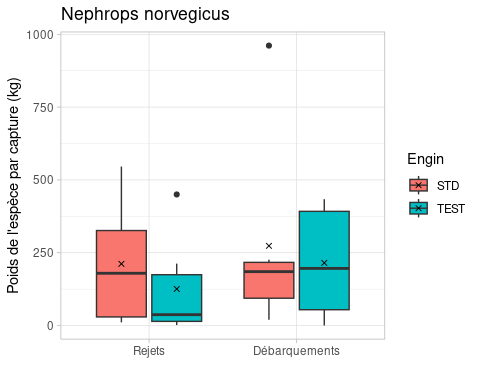 Nephrops norvegicus
Poids de l'espèce par capture (kg)
1000
750
500
250
0
Rejets
Débarquements
Engin
STD
TEST